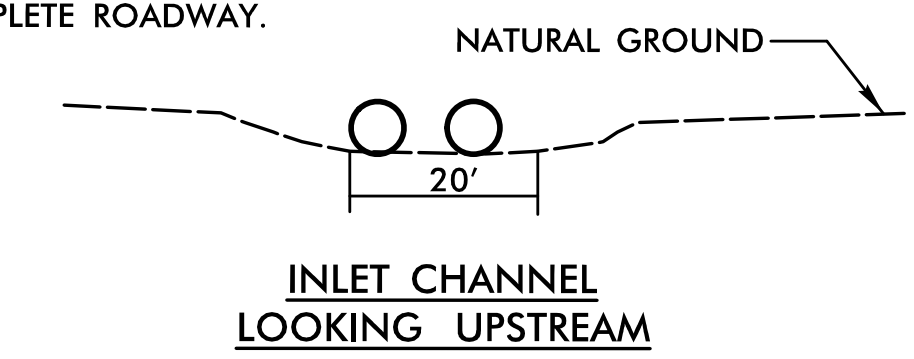 PLETE ROADWAY.
NATURAL GROUND
20'
INLET CHANNEL
LOOKING UPSTREAM